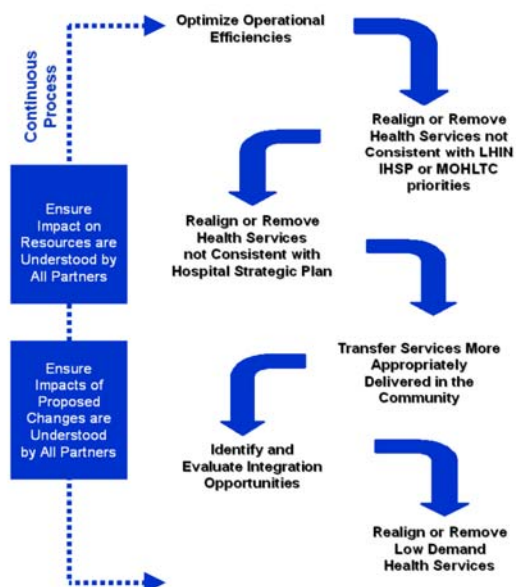 Optimize Operational
Efficiencies
Continuous
Process
Realign or Remove
Health Services not
Consistent with LHIN
IHSP or MOHLTC
priorities
Ensure
Impact on
Resources are
Understood by
All Partners
Realign or Remove
Health Services
not Consistent with
Hospital Strategic Plan
Transfer Services More
Appropriately
Delivered in the
Community
Ensure
Impacts of
Proposed
Changes are
Understood
by All Partners
Identify and
Evaluate Integration
Opportunities
Realign or Remove
Low Demand
Health Services